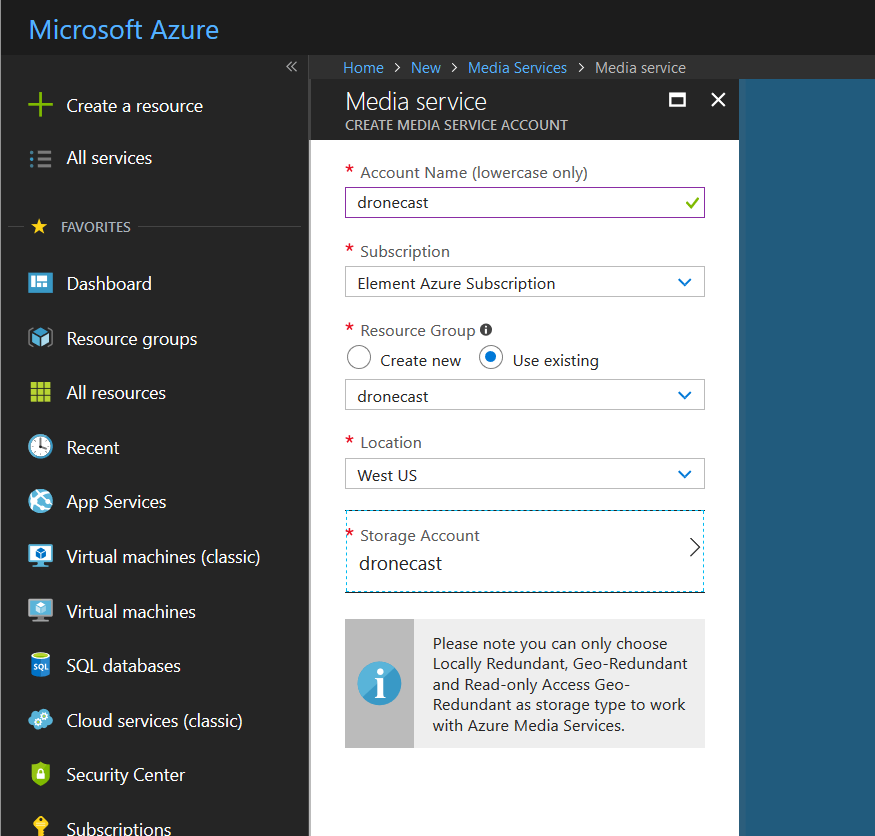 Microsoft Azure
«
Home > New > Media Services > Media service
Create a resource
All services
FAVORITES
Dashboard
Resource groups
All resources
Recent
App Services
Virtual machines (classic)
Virtual machines
SQL
SQL databases
Cloud services (classic)
Security Center
Subscriptions
Media service
CREATE MEDIA SERVICE ACCOUNT
* Account Name (lowercase only)
dronecast
* Subscription
Element Azure Subscription
* Resource Group i
Create new Use existing
dronecast
* Location
West US
* Storage Account
dronecast
i
Please note you can only choose
Locally Redundant, Geo-Redundant
and Read-only Access Geo-
Redundant as storage type to work
with Azure Media Services.